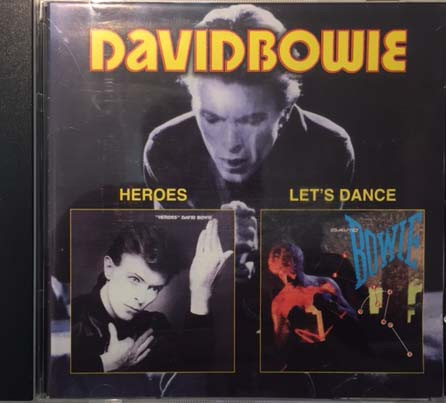 DAVIDBOWIE
HEROES
LET'S DANCE
"HEROES" DAVID BOWIE
DAVID
BOWIE